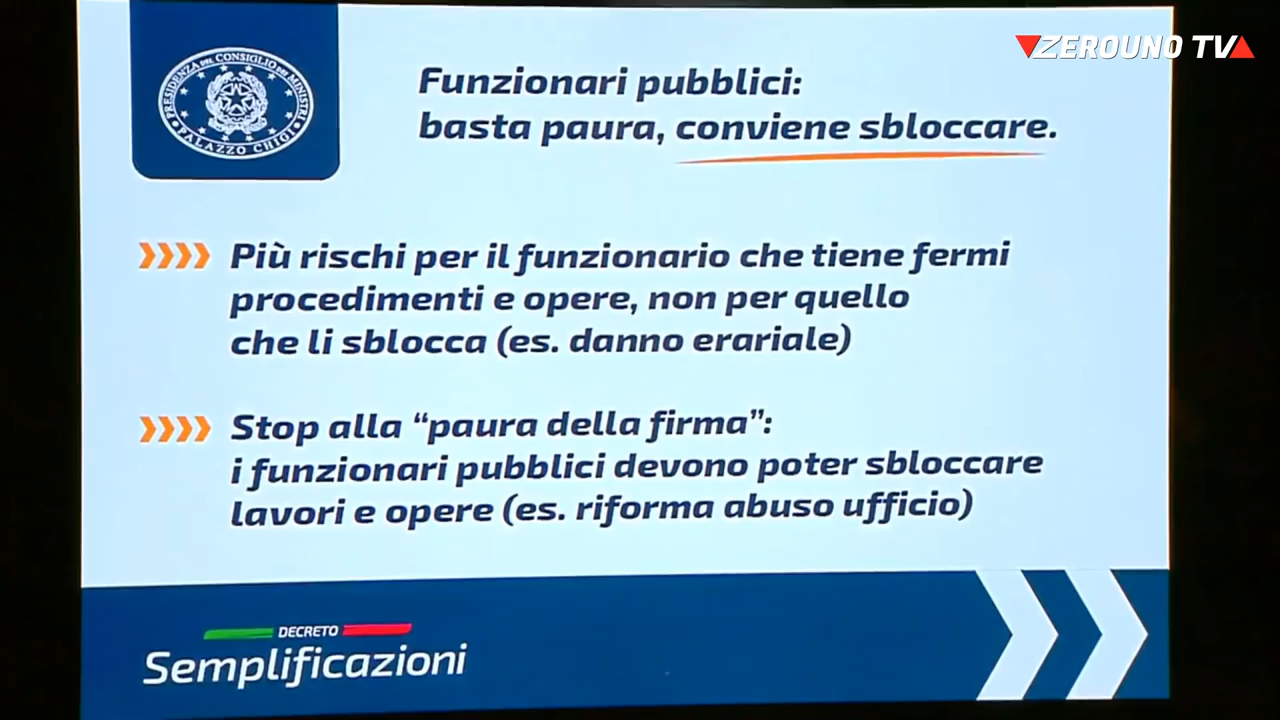 ZEROUNO TV
PRESIDENZA DEL CONSIGLIO DEI MINISTRI
PALAZZO CHIGI
Funzionari pubblici:
basta paura, conviene sbloccare.
Più rischi per il funzionario che tiene fermi
procedimenti e opere, non per quello
che li sblocca (es. danno erariale)
Stop alla “paura della firma”:
i funzionari pubblici devono poter sbloccare
lavori e opere (es. riforma abuso ufficio)
DECRETO
Semplificazioni